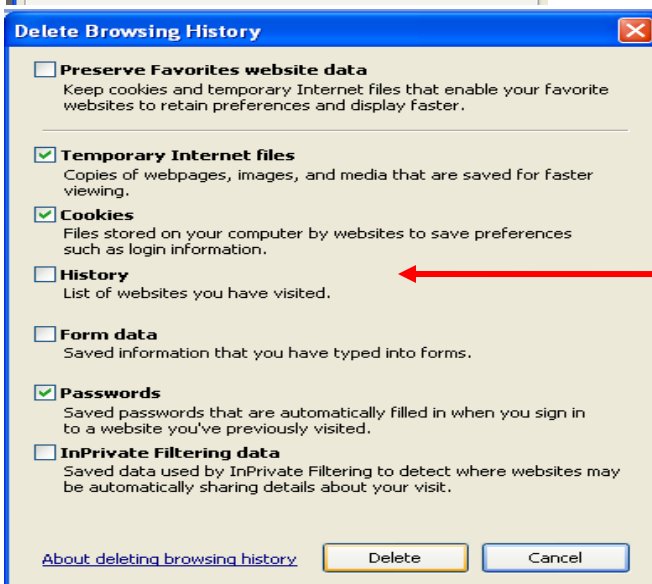 Delete Browsing History
Preserve Favorites website data
Keep cookies and temporary Internet files that enable your favorite
websites to retain preferences and display faster.
Temporary Internet files
Copies of webpages, images, and media that are saved for faster
viewing.
Cookies
Files stored on your computer by websites to save preferences
such as login information.
History
List of websites you have visited.
Form data
Saved information that you have typed into forms.
Passwords
Saved passwords that are automatically filled in when you sign in
to a website you've previously visited.
InPrivate Filtering data
Saved data used by InPrivate Filtering to detect where websites may
be automatically sharing details about your visit.
About deleting browsing history Delete Cancel